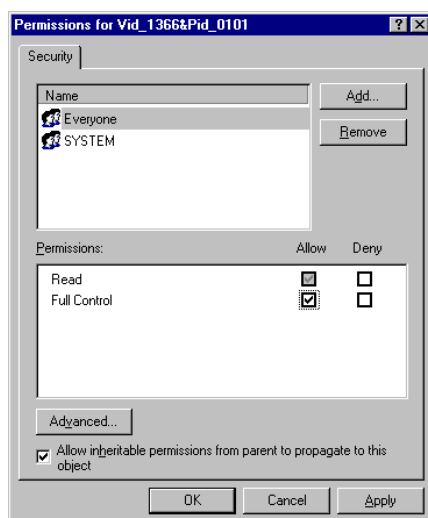 Permissions for Vid_1366&Pid_0101
Security
Name
Add...
Everyone
SYSTEM
Remove
Permissions:
Allow
Deny
Read
Full Control
Advanced...
Allow inheritable permissions from parent to propagate to this
object
OK
Cancel
Apply